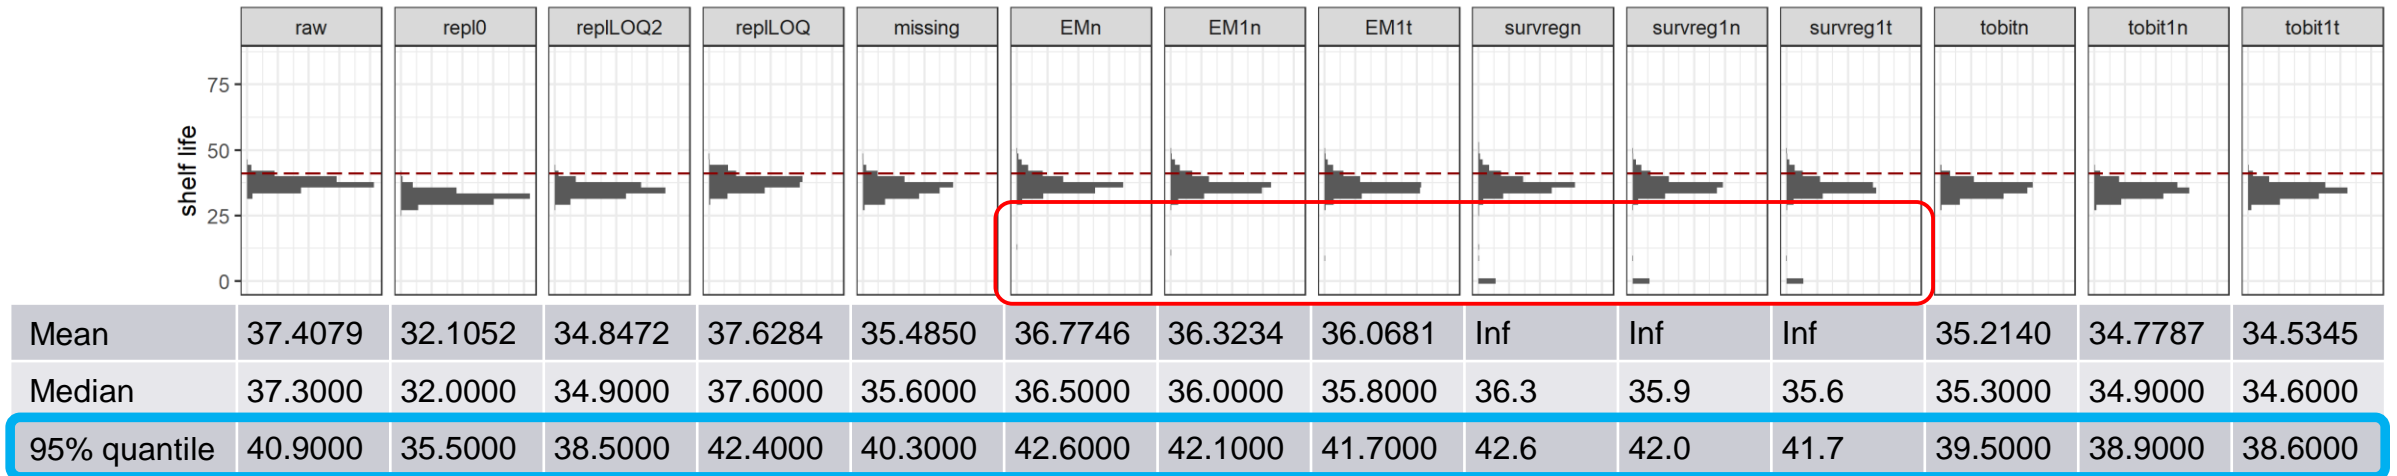 raw repl0 replLOQ2 replLOQ missing EMn EM1n EM1t survregn survreg1n survreg1t tobitn tobit1n tobit1t
75
50
25
0
shelf life
Mean 37.4079 32.1052 34.8472 37.6284 35.4850 36.7746 36.3234 36.0681 Inf Inf Inf 35.2140 34.7787 34.5345
Median 37.3000 32.0000 34.9000 37.6000 35.6000 36.5000 36.0000 35.8000 36.3 35.9 35.6 35.3000 34.9000 34.6000
95% quantile 40.9000 35.5000 38.5000 42.4000 40.3000 42.6000 42.1000 41.7000 42.6 42.0 41.7 39.5000 38.9000 38.6000